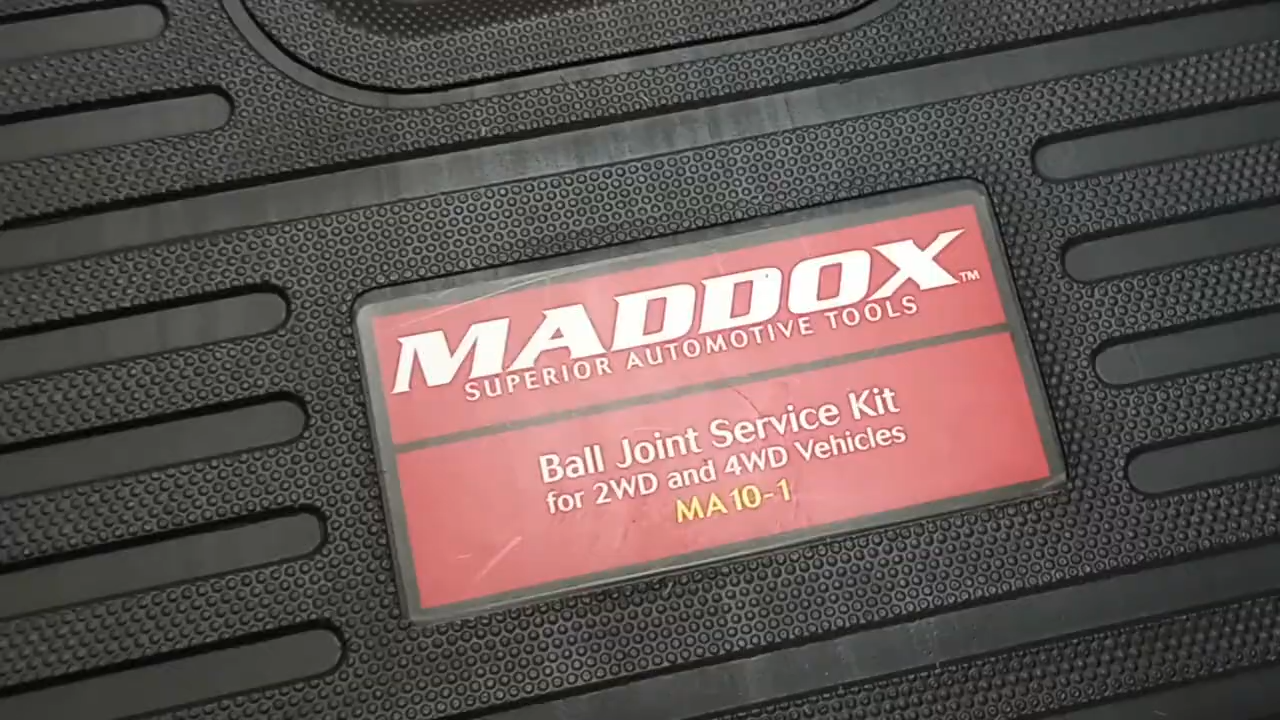 MADDOX™
SUPERIOR AUTOMOTIVE TOOLS
Ball Joint Service Kit
for 2WD and 4WD Vehicles
MA10-1